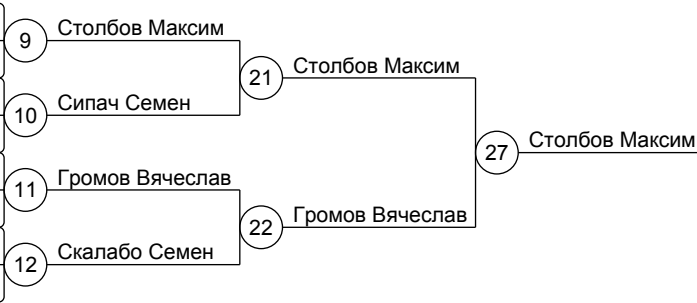 9 Столбов Максим
21 Столбов Максим
10 Сипач Семен
27 Столбов Максим
11 Громов Вячеслав
22 Громов Вячеслав
12 Скалабо Семен